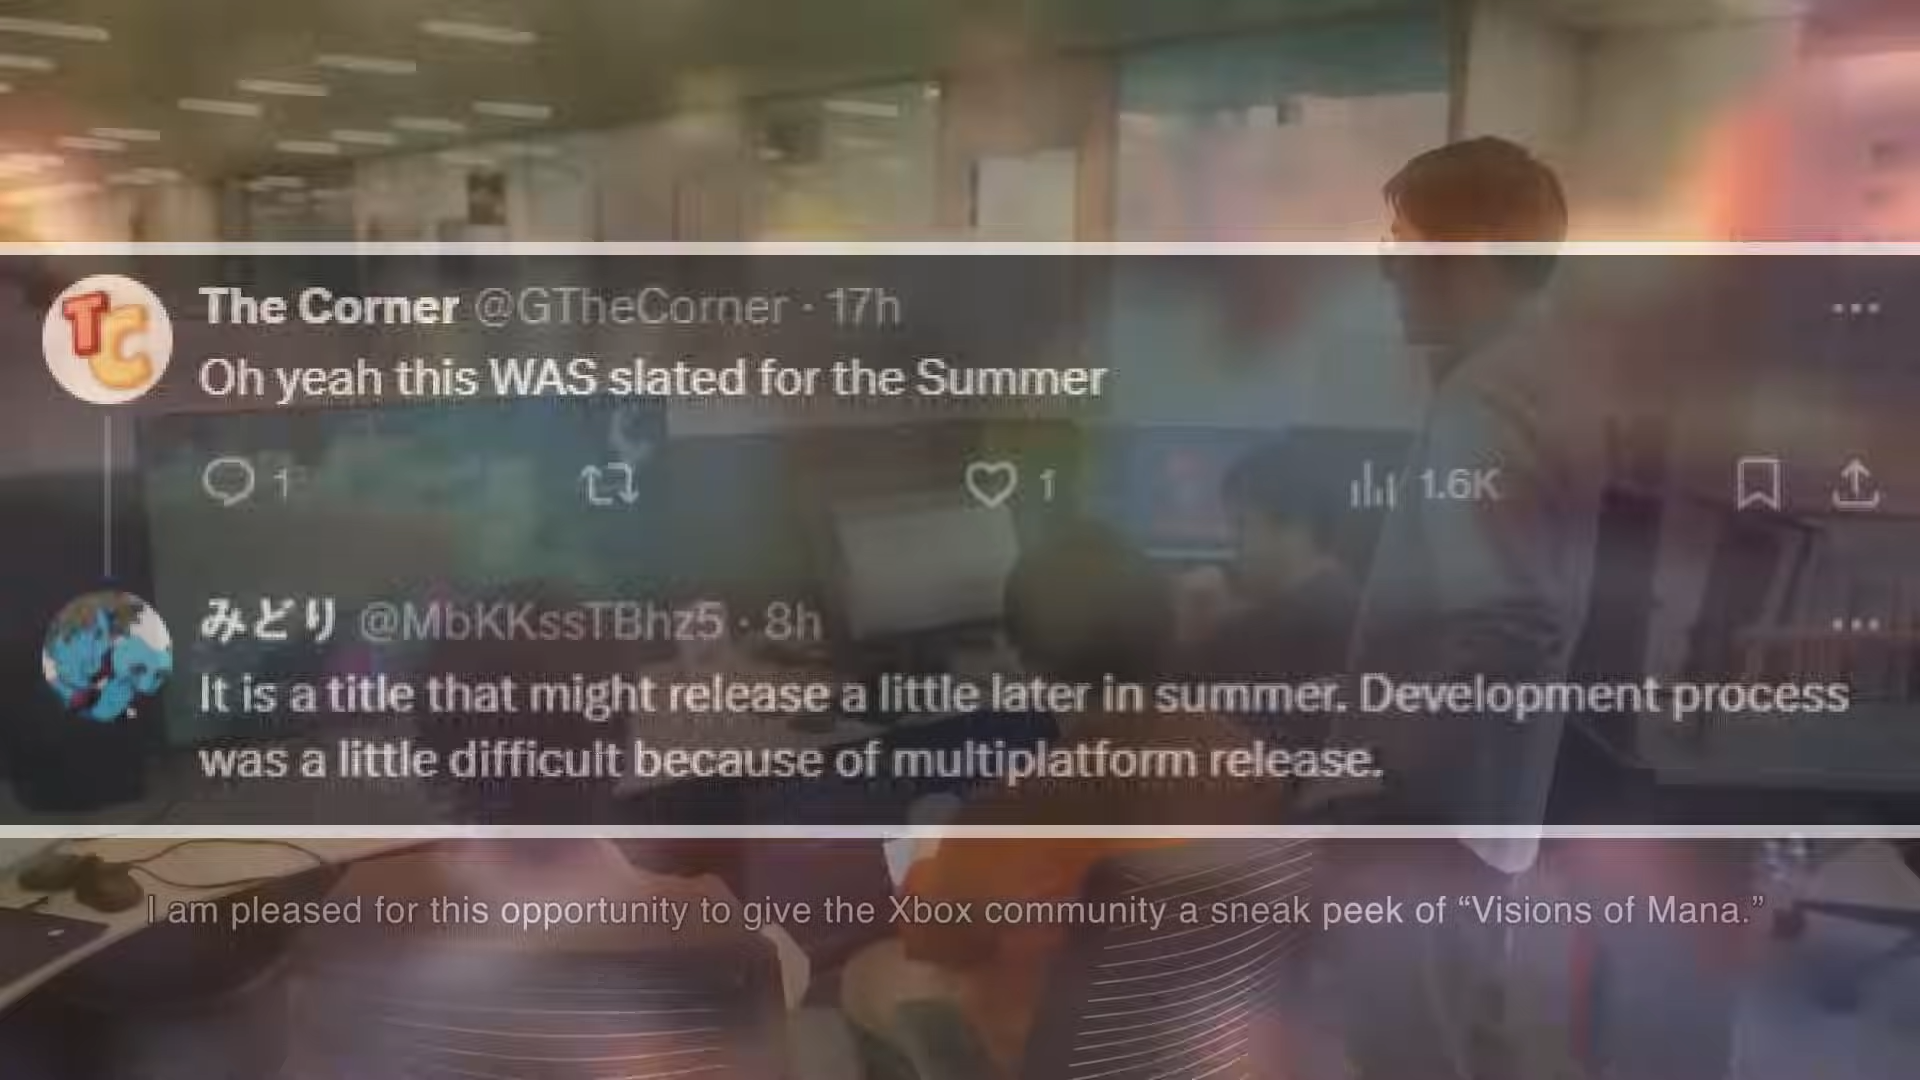 TC
The Corner @GTheCorner · 17h
Oh yeah this WAS slated for the Summer
1 1 1.6K
みどり @MbKKssTBhz5 · 8h
It is a title that might release a little later in summer. Development process
was a little difficult because of multiplatform release.
I am pleased for this opportunity to give the Xbox community a sneak peek of “Visions of Mana.”